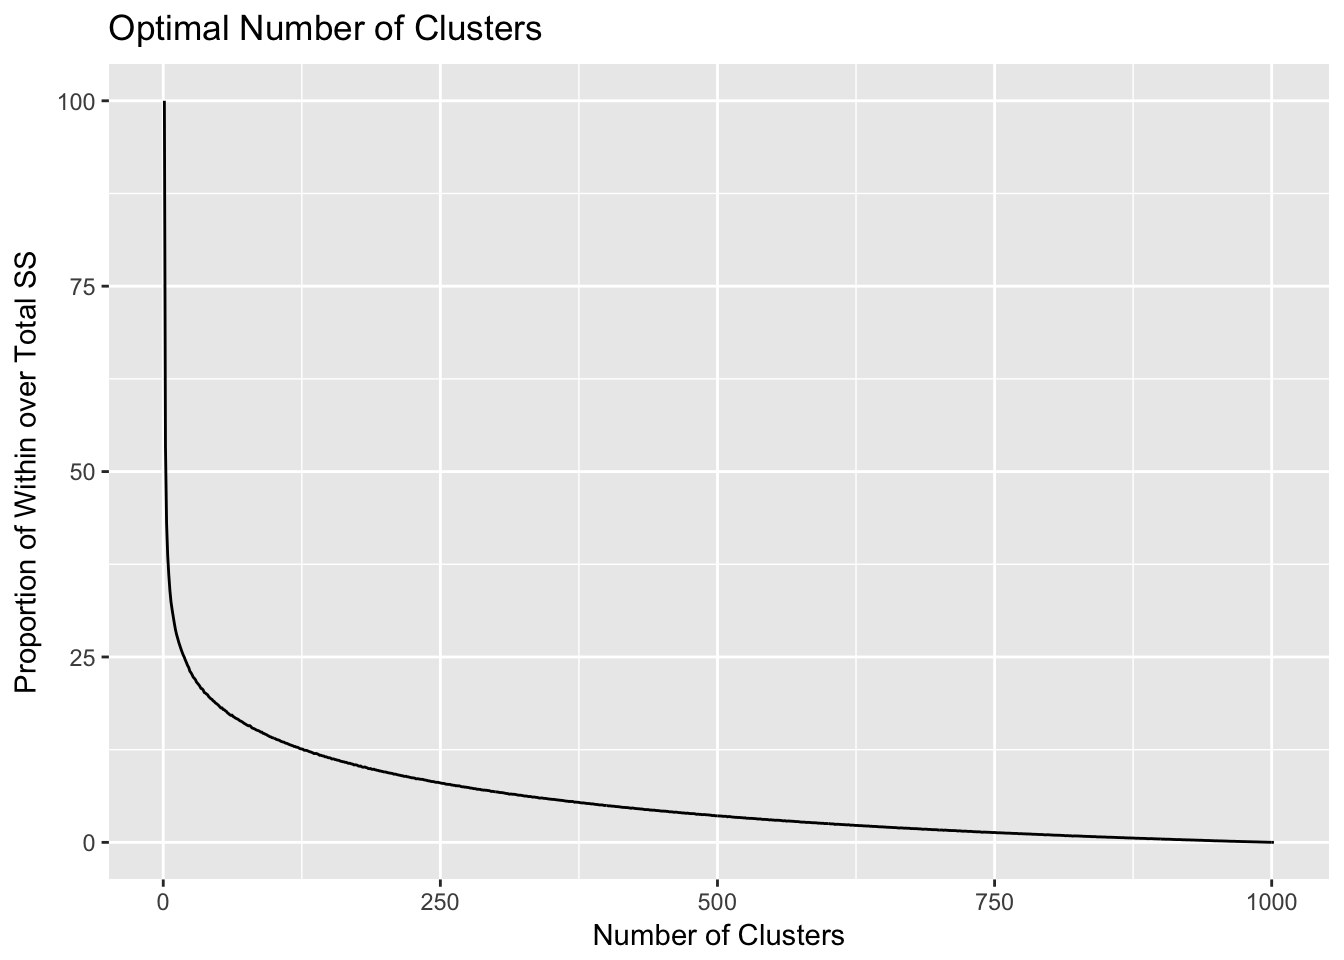 Optimal Number of Clusters
Proportion of Within over Total SS
100
75
50
25
0
0 250 500 750 1000
Number of Clusters